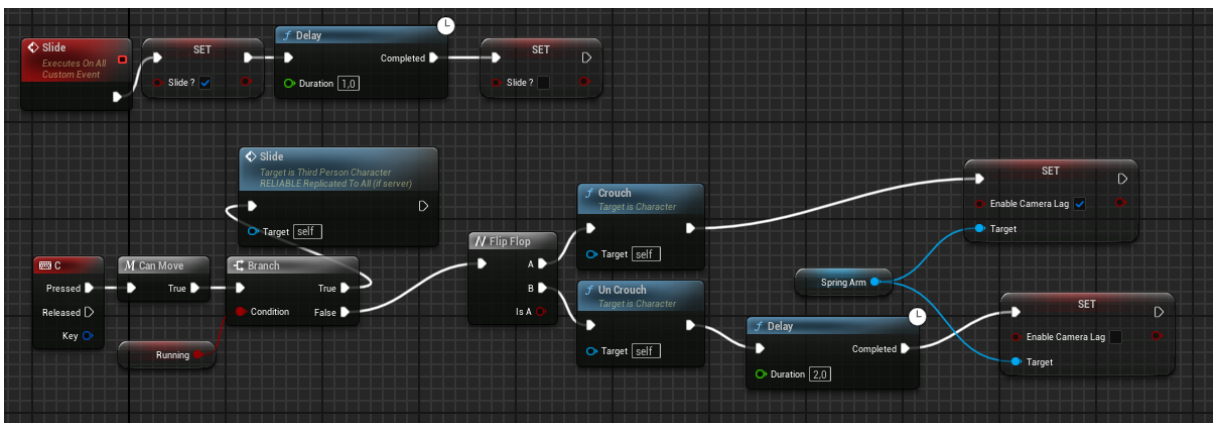 Slide
Executes On All
Custom Event
SET
Slide ?
f Delay
Completed
Duration 1,0
SET
Slide ?
Slide
Target is Third Person Character
RELIABLE Replicated To All (if server)
Target self
C
Pressed
Released
Key
M Can Move
True
Branch
True
Condition False
Running
Flip Flop
A
B
Is A
f Crouch
Target is Character
Target self
f Un Crouch
Target is Character
Target self
f Delay
Completed
Duration 2,0
Spring Arm
SET
Enable Camera Lag
Target
SET
Enable Camera Lag
Target